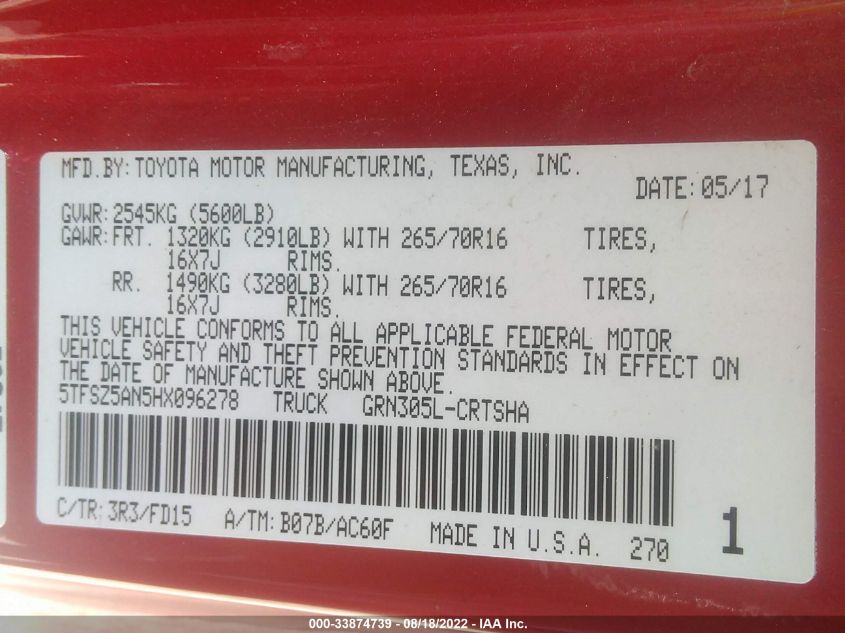 MFD.BY:TOYOTA MOTOR MANUFACTURING, TEXAS, INC.
DATE:05/17
GVWR:2545KG (5600LB)
GAWR:FRT. 1320KG (2910LB) WITH 265/70R16 TIRES,
16X7J RIMS.
RR. 1490KG (3280LB) WITH 265/70R16 TIRES,
16X7J RIMS.
THIS VEHICLE CONFORMS TO ALL APPLICABLE FEDERAL MOTOR
VEHICLE SAFETY AND THEFT PREVENTION STANDARDS IN EFFECT ON
THE DATE OF MANUFACTURE SHOWN ABOVE.
5TFSZ5AN5HX096278 TRUCK GRN305L-CRTSHA
C/TR:3R3/FD15 A/TM:B07B/AC60F MADE IN U.S.A. 270 1
000-33874739 - 08/18/2022 - IAA Inc.